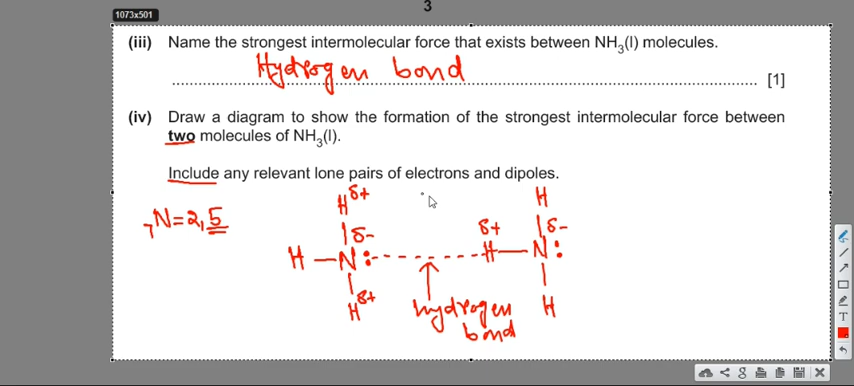 3
1073x501
(iii) Name the strongest intermolecular force that exists between NH₃(l) molecules.
Hydrogen bond
[1]
(iv) Draw a diagram to show the formation of the strongest intermolecular force between
two molecules of NH₃(l).
Include any relevant lone pairs of electrons and dipoles.
₇N=2,5
H δ+
δ-
H—N:
H δ+
H
δ+ δ-
H—N:
H
hydrogen
bond
T
g